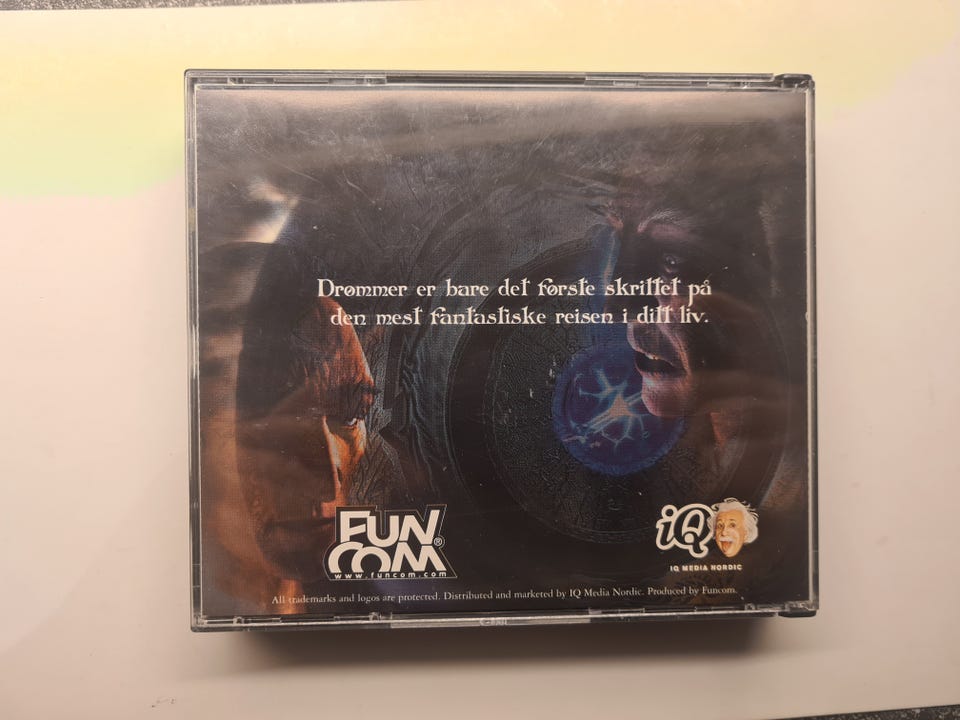 Drømmer er bare det første skrittet på
den mest fantastiske reisen i ditt liv.
FUN
COM®
www.funcom.com
iQ
IQ MEDIA NORDIC
All trademarks and logos are protected. Distributed and marketed by IQ Media Nordic. Produced by Funcom.